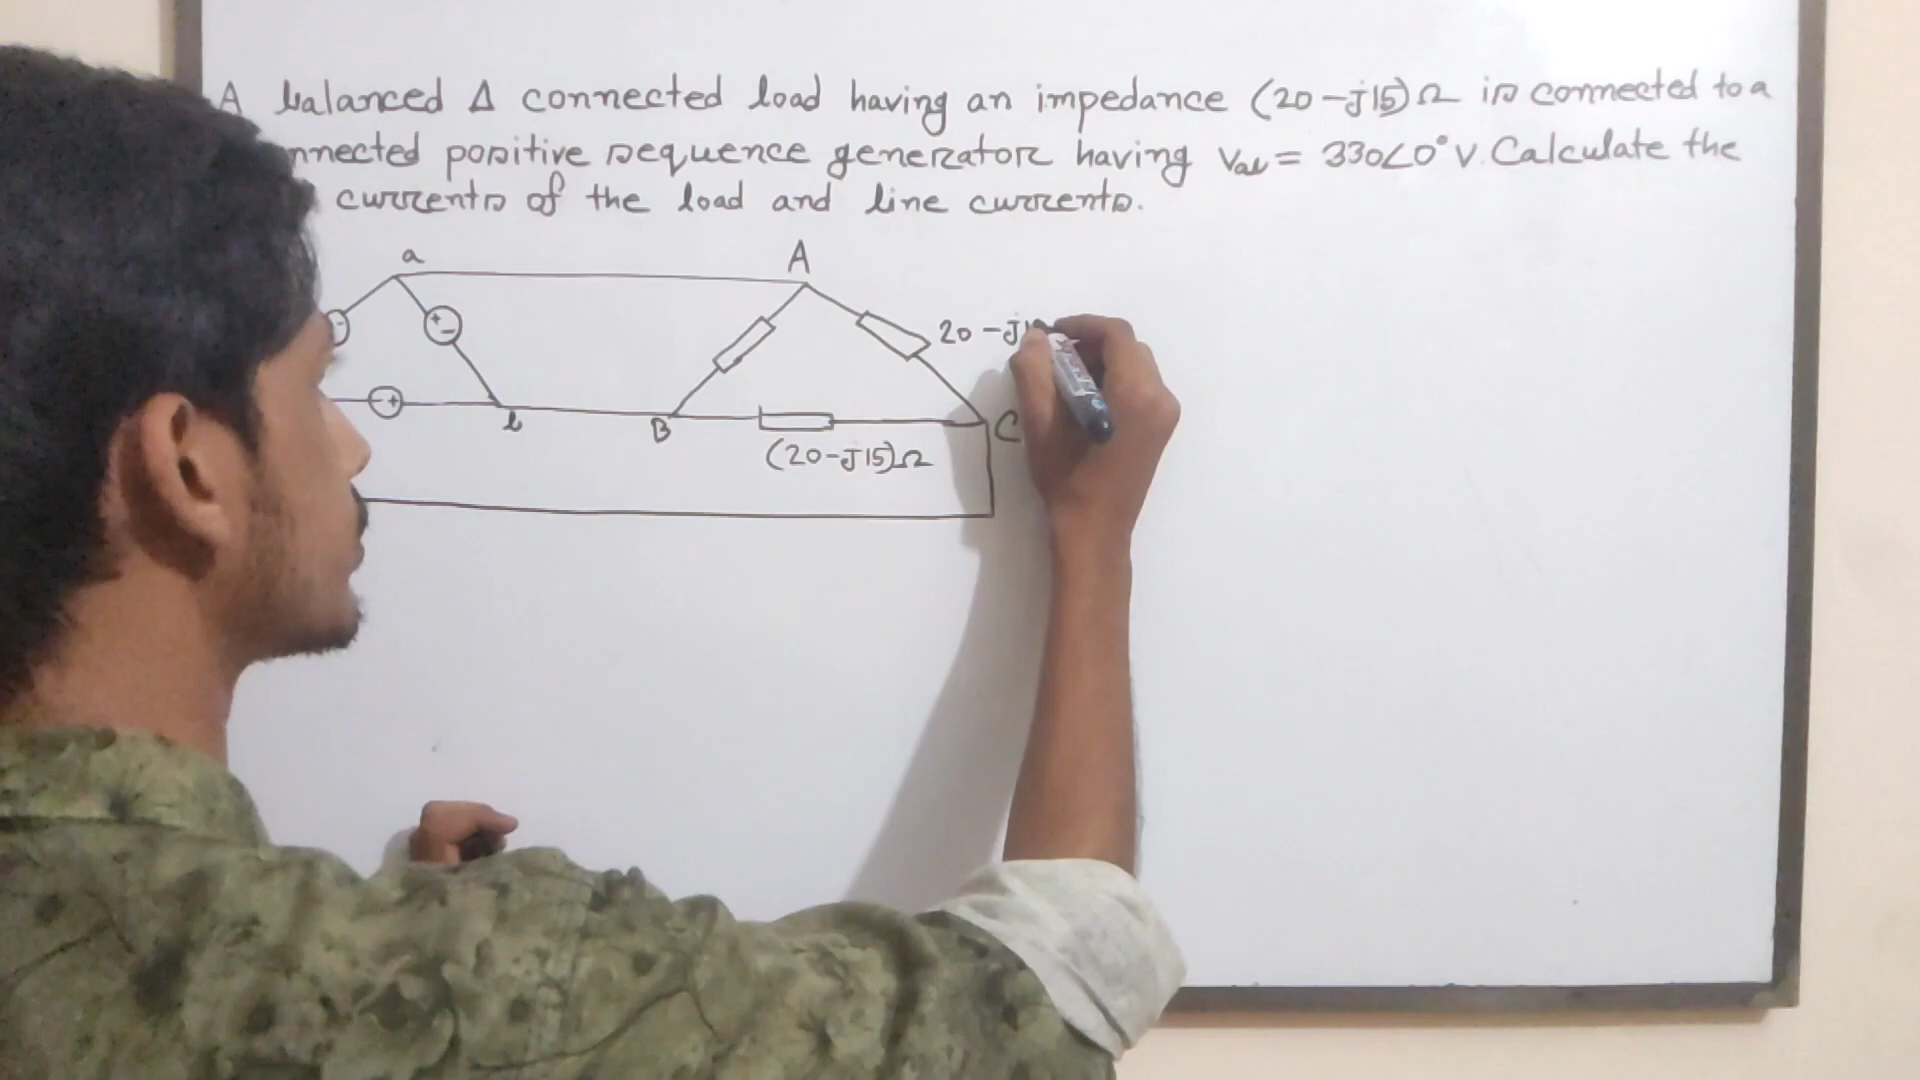 A balanced Δ connected load having an impedance (20-j15)Ω is connected to a
nnected positive sequence generator having Vab = 330∠0° V. Calculate the
currents of the load and line currents.
a
A
20-J1
b
B
C
(20-J15)Ω